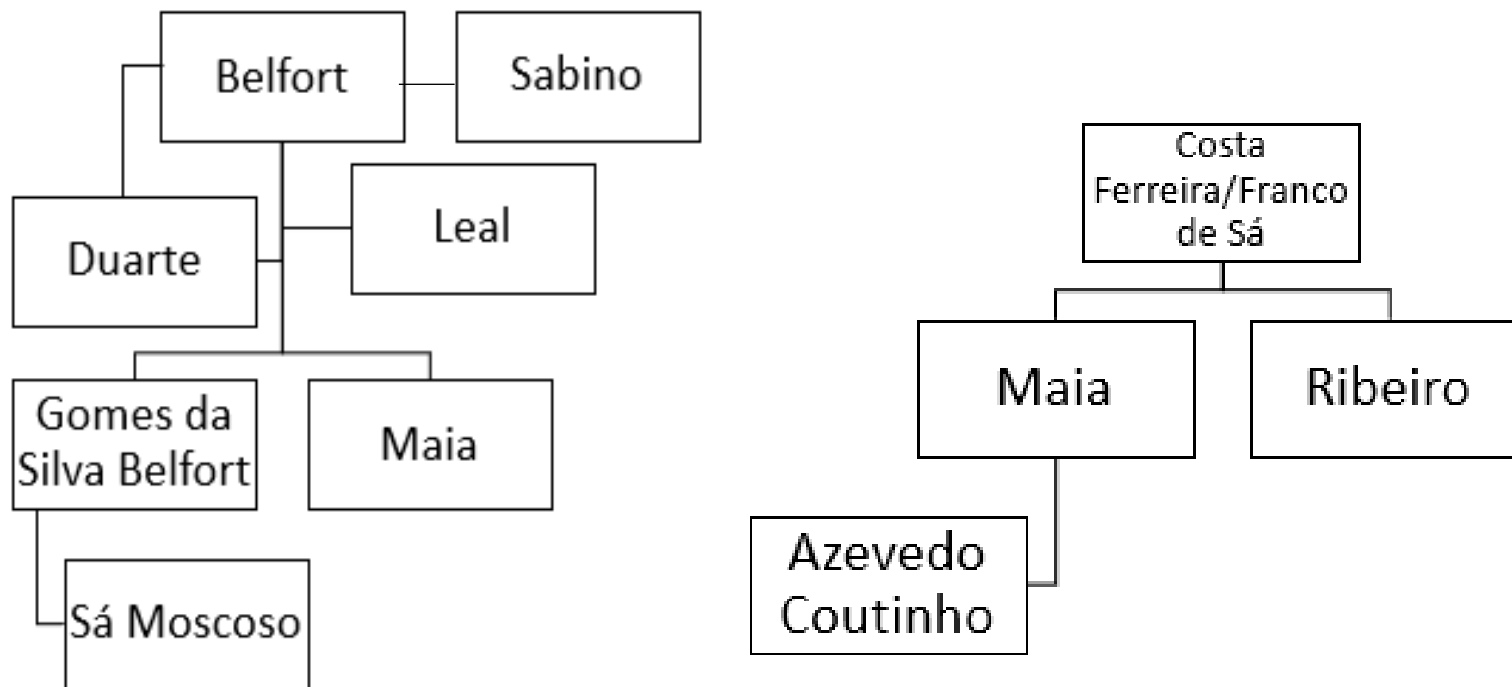 Belfort
Sabino
Duarte
Leal
Gomes da
Silva Belfort
Maia
Sá Moscoso
Costa
Ferreira/Franco
de Sá
Maia
Ribeiro
Azevedo
Coutinho